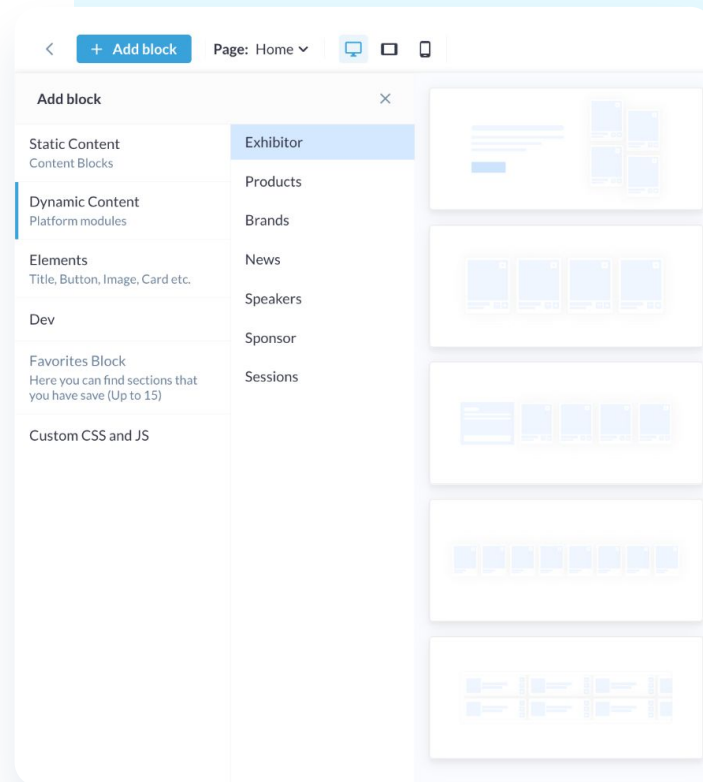 + Add block Page: Home
Add block
Static Content
Content Blocks
Dynamic Content
Platform modules
Elements
Title, Button, Image, Card etc.
Dev
Favorites Block
Here you can find sections that
you have save (Up to 15)
Custom CSS and JS
Exhibitor
Products
Brands
News
Speakers
Sponsor
Sessions